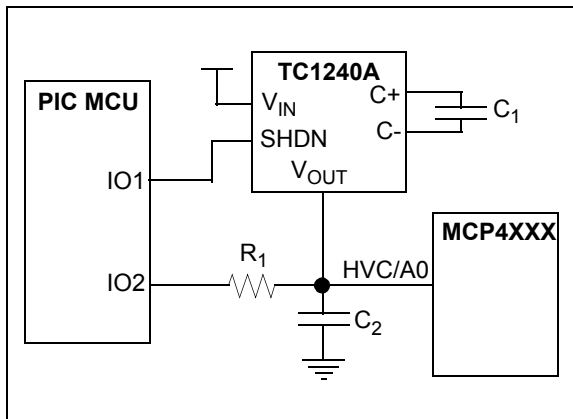 TC1240A
PIC MCU
C+
VIN
C1
C-
SHDN
IO1
VOUT
MCP4XXX
R1
HVC/A0
IO2
C2